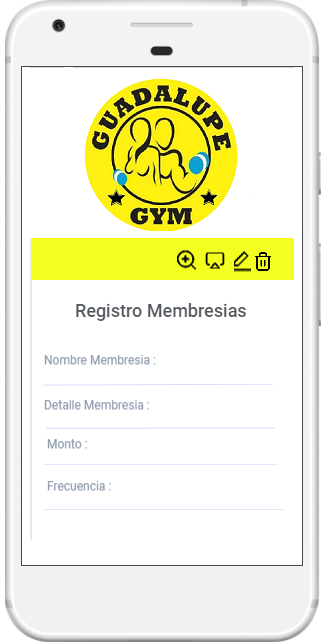 GUADALUPE
GYM
Registro Membresias
Nombre Membresia :
Detalle Membresia :
Monto :
Frecuencia :